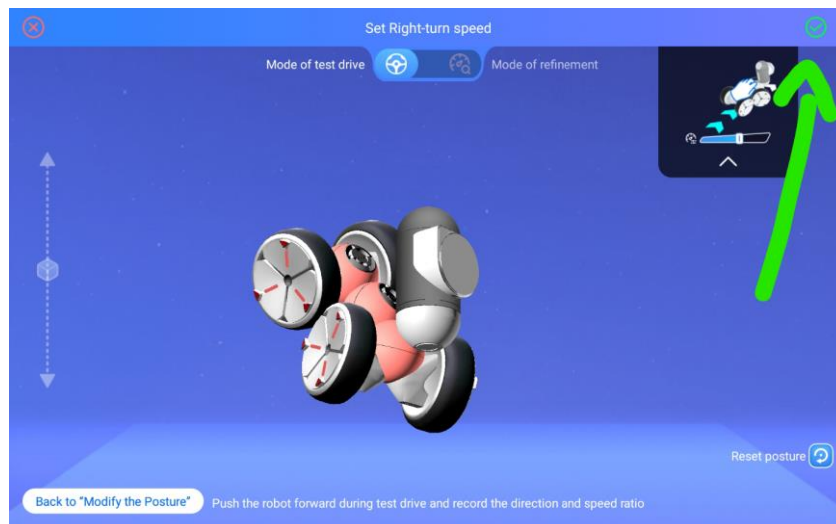 Set Right-turn speed
Mode of test drive
Mode of refinement
Reset posture
Back to "Modify the Posture"
Push the robot forward during test drive and record the direction and speed ratio